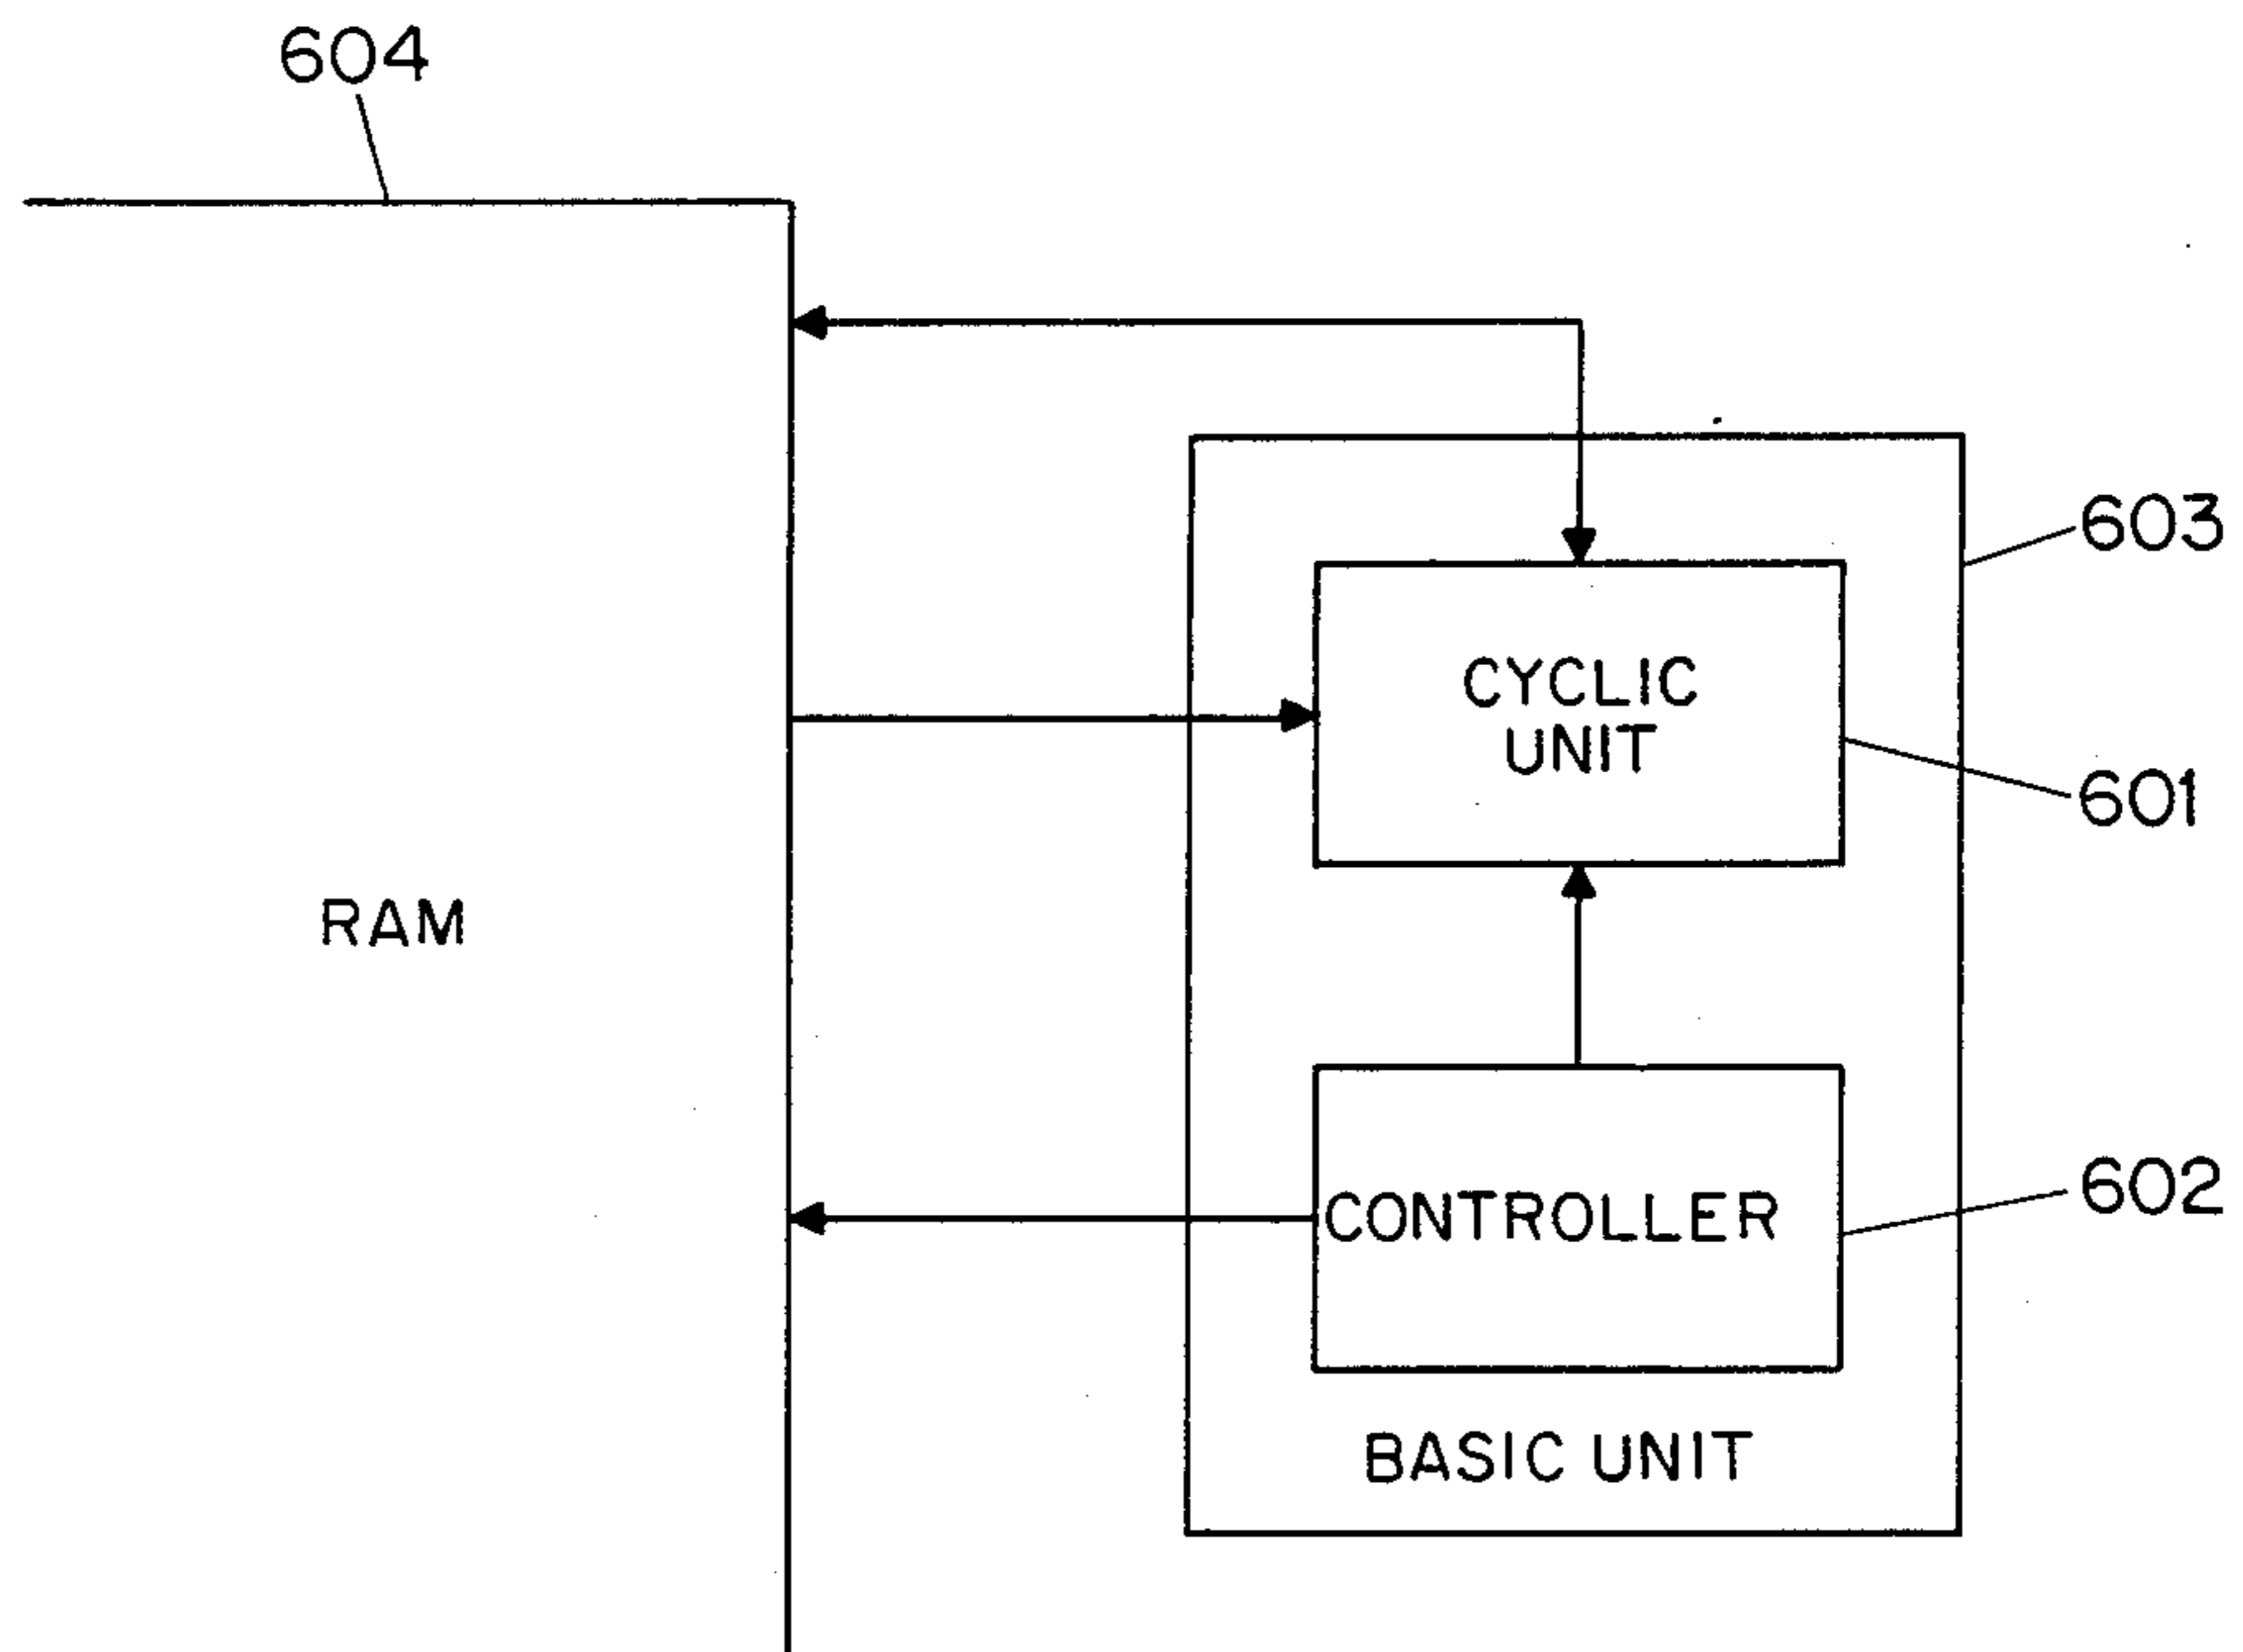 604
603
CYCLIC
UNIT
601
RAM
602
CONTROLLER
BASIC UNIT